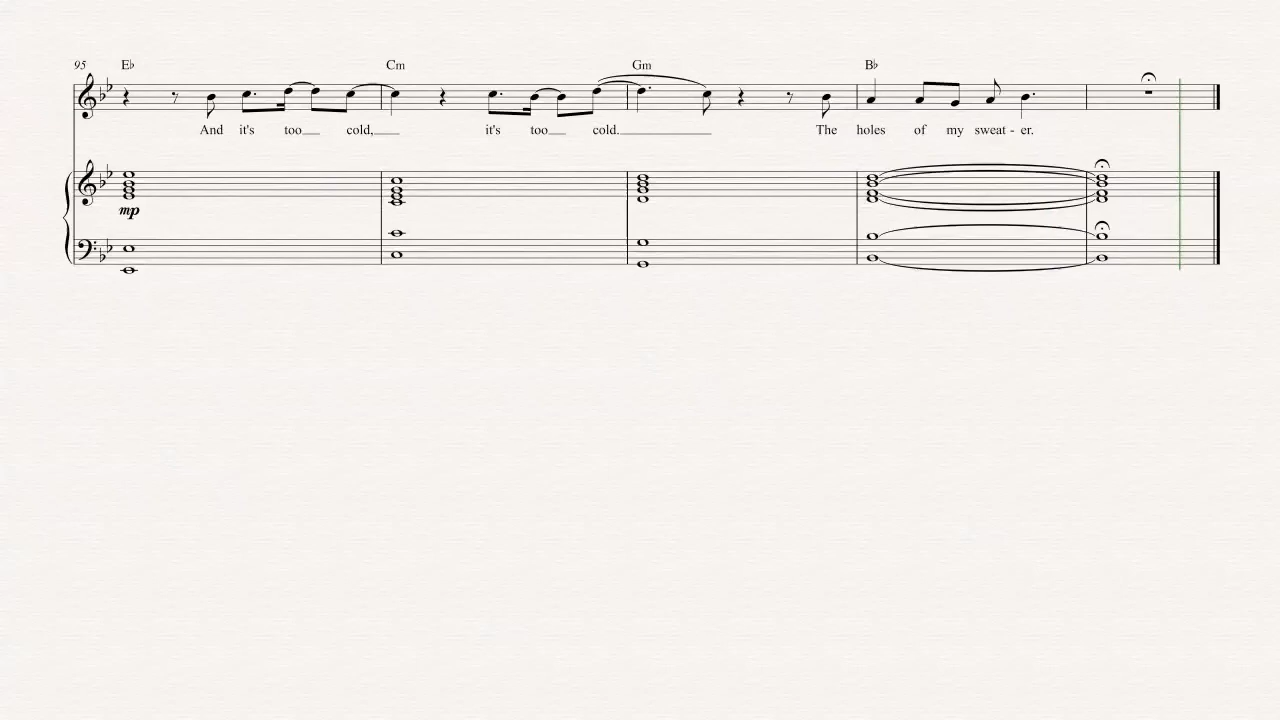 95 E♭ Cm Gm B♭
And it's too cold, it's too cold. The holes of my sweat - er.
mp